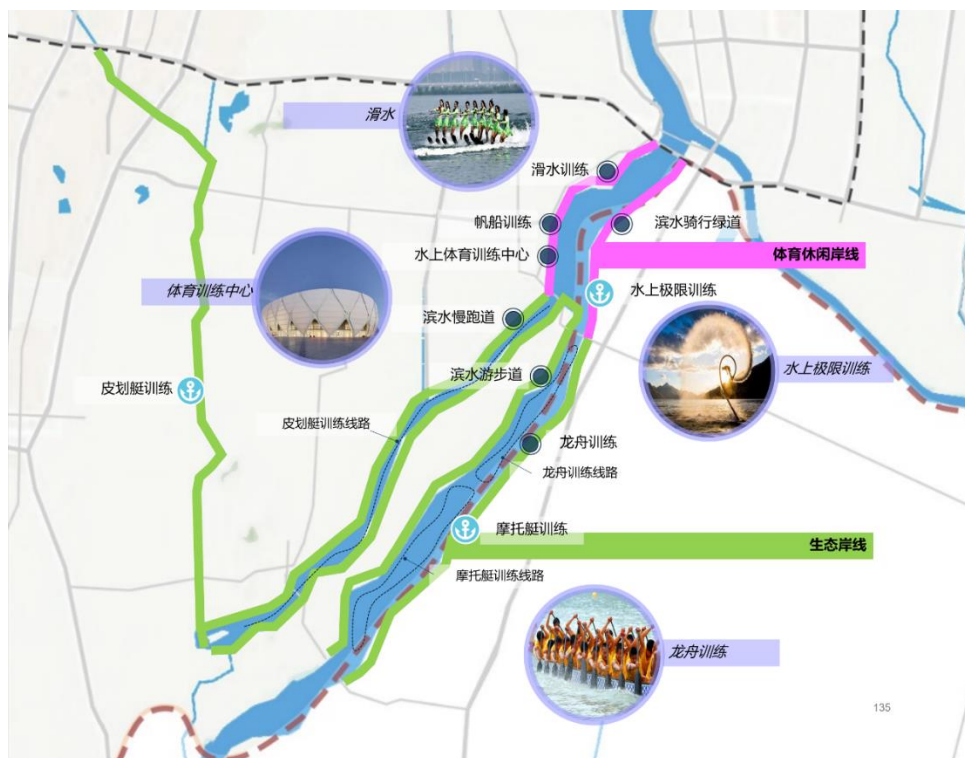 滑水
滑水训练
帆船训练
滨水骑行绿道
水上体育训练中心
体育休闲岸线
体育训练中心
水上极限训练
滨水慢跑道
水上极限训练
滨水游步道
皮划艇训练
皮划艇训练线路
龙舟训练
龙舟训练线路
摩托艇训练
生态岸线
摩托艇训练线路
龙舟训练
135